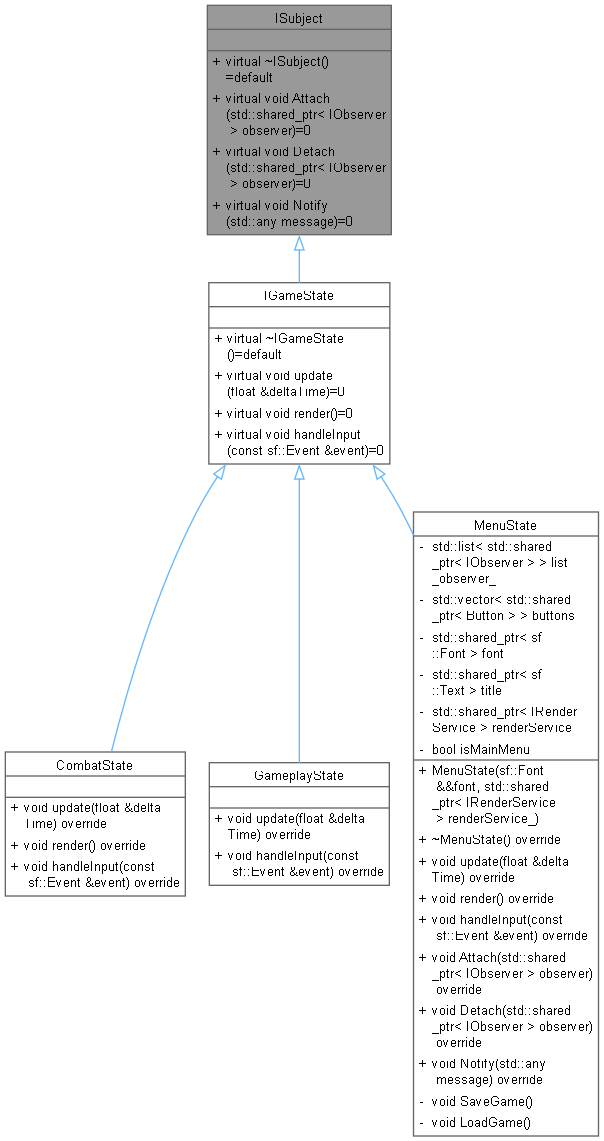 ISubject
+ virtual ~ISubject()
=default
+ virtual void Attach
(std::shared_ptr< IObserver
> observer)=0
+ virtual void Detach
(std::shared_ptr< IObserver
> observer)=0
+ virtual void Notify
(std::any message)=0
IGameState
+ virtual ~IGameState
()=default
+ virtual void update
(float &deltaTime)=0
+ virtual void render()=0
+ virtual void handleInput
(const sf::Event &event)=0
MenuState
- std::list< std::shared
_ptr< IObserver > > list
_observer_
- std::vector< std::shared
_ptr< Button > > buttons
- std::shared_ptr< sf
::Font > font
- std::shared_ptr< sf
::Text > title
- std::shared_ptr< IRender
Service > renderService
- bool isMainMenu
+ MenuState(sf::Font
&&font, std::shared
_ptr< IRenderService
> renderService_)
+ ~MenuState() override
+ void update(float &delta
Time) override
+ void render() override
+ void handleInput(const
sf::Event &event) override
+ void Attach(std::shared
_ptr< IObserver > observer)
override
+ void Detach(std::shared
_ptr< IObserver > observer)
override
+ void Notify(std::any
message) override
- void SaveGame()
- void LoadGame()
CombatState
+ void update(float &delta
Time) override
+ void render() override
+ void handleInput(const
sf::Event &event) override
GameplayState
+ void update(float &delta
Time) override
+ void handleInput(const
sf::Event &event) override